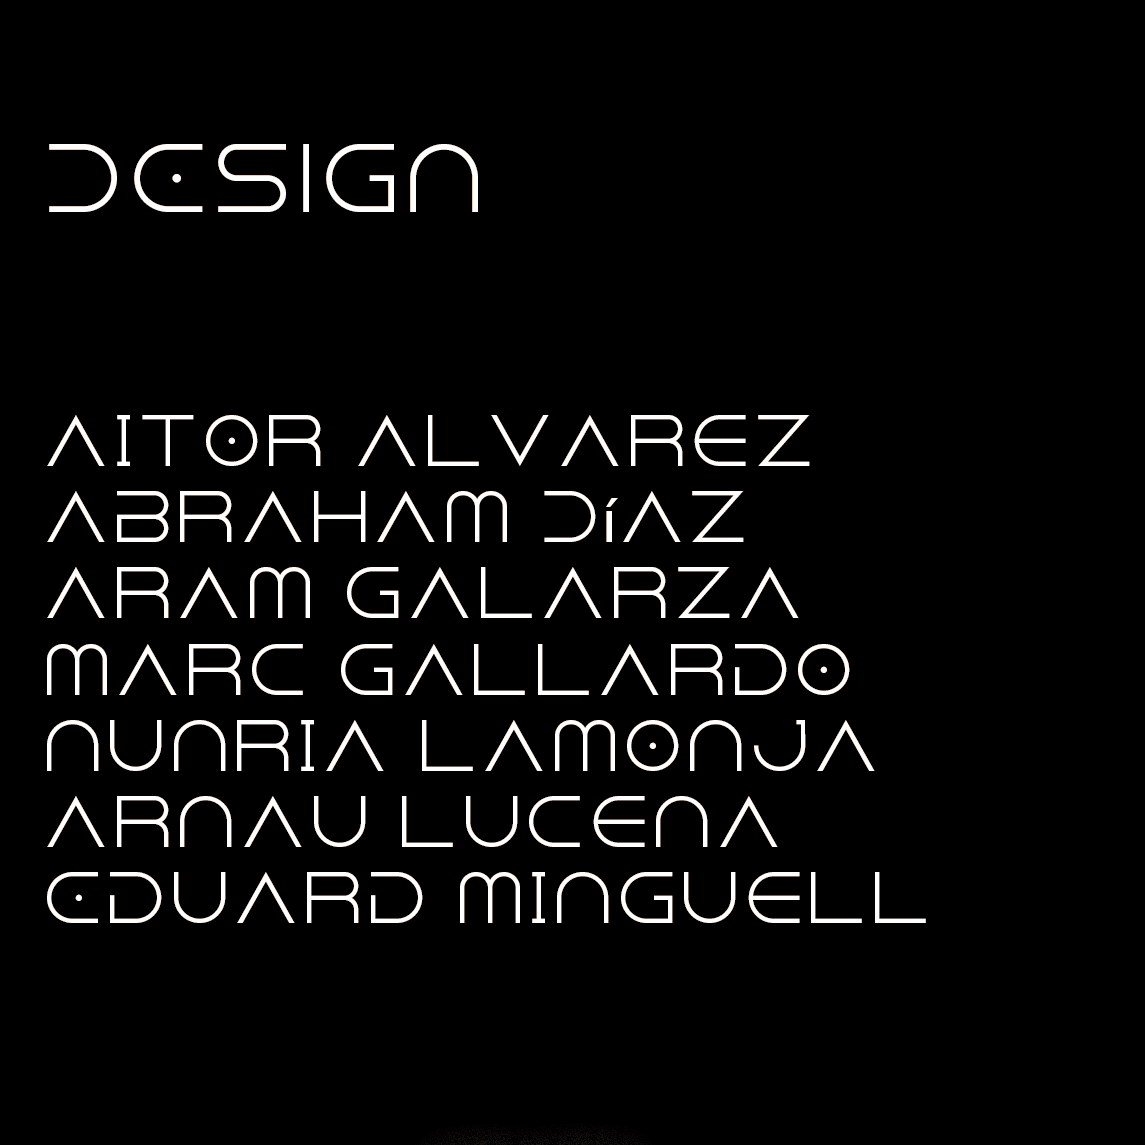 DESIGN
AITOR ALVAREZ
ABRAHAM DíAZ
ARAM GALARZA
MARC GALLARDO
NUNRIA LAMONJA
ARNAU LUCENA
EDUARD MINGUELL